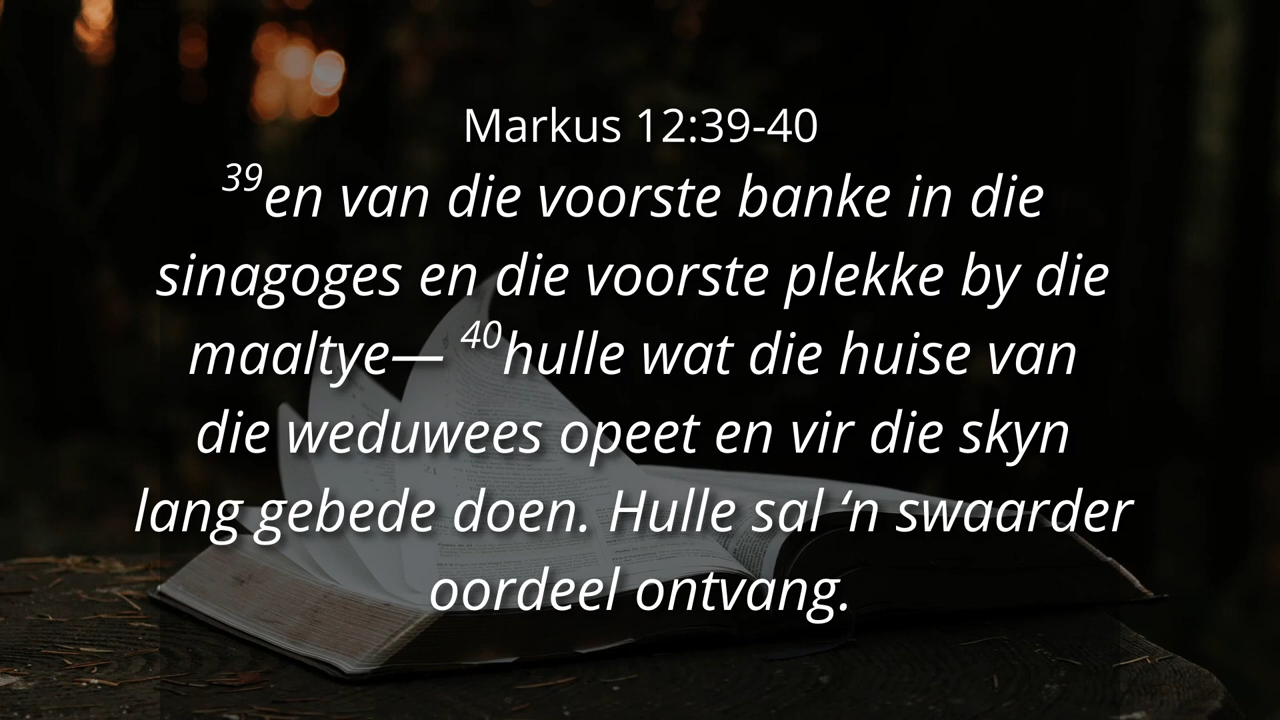 Markus 12:39-40
³⁹en van die voorste banke in die
sinagoges en die voorste plekke by die
maaltye— ⁴⁰hulle wat die huise van
die weduwees opeet en vir die skyn
lang gebede doen. Hulle sal ‘n swaarder
oordeel ontvang.